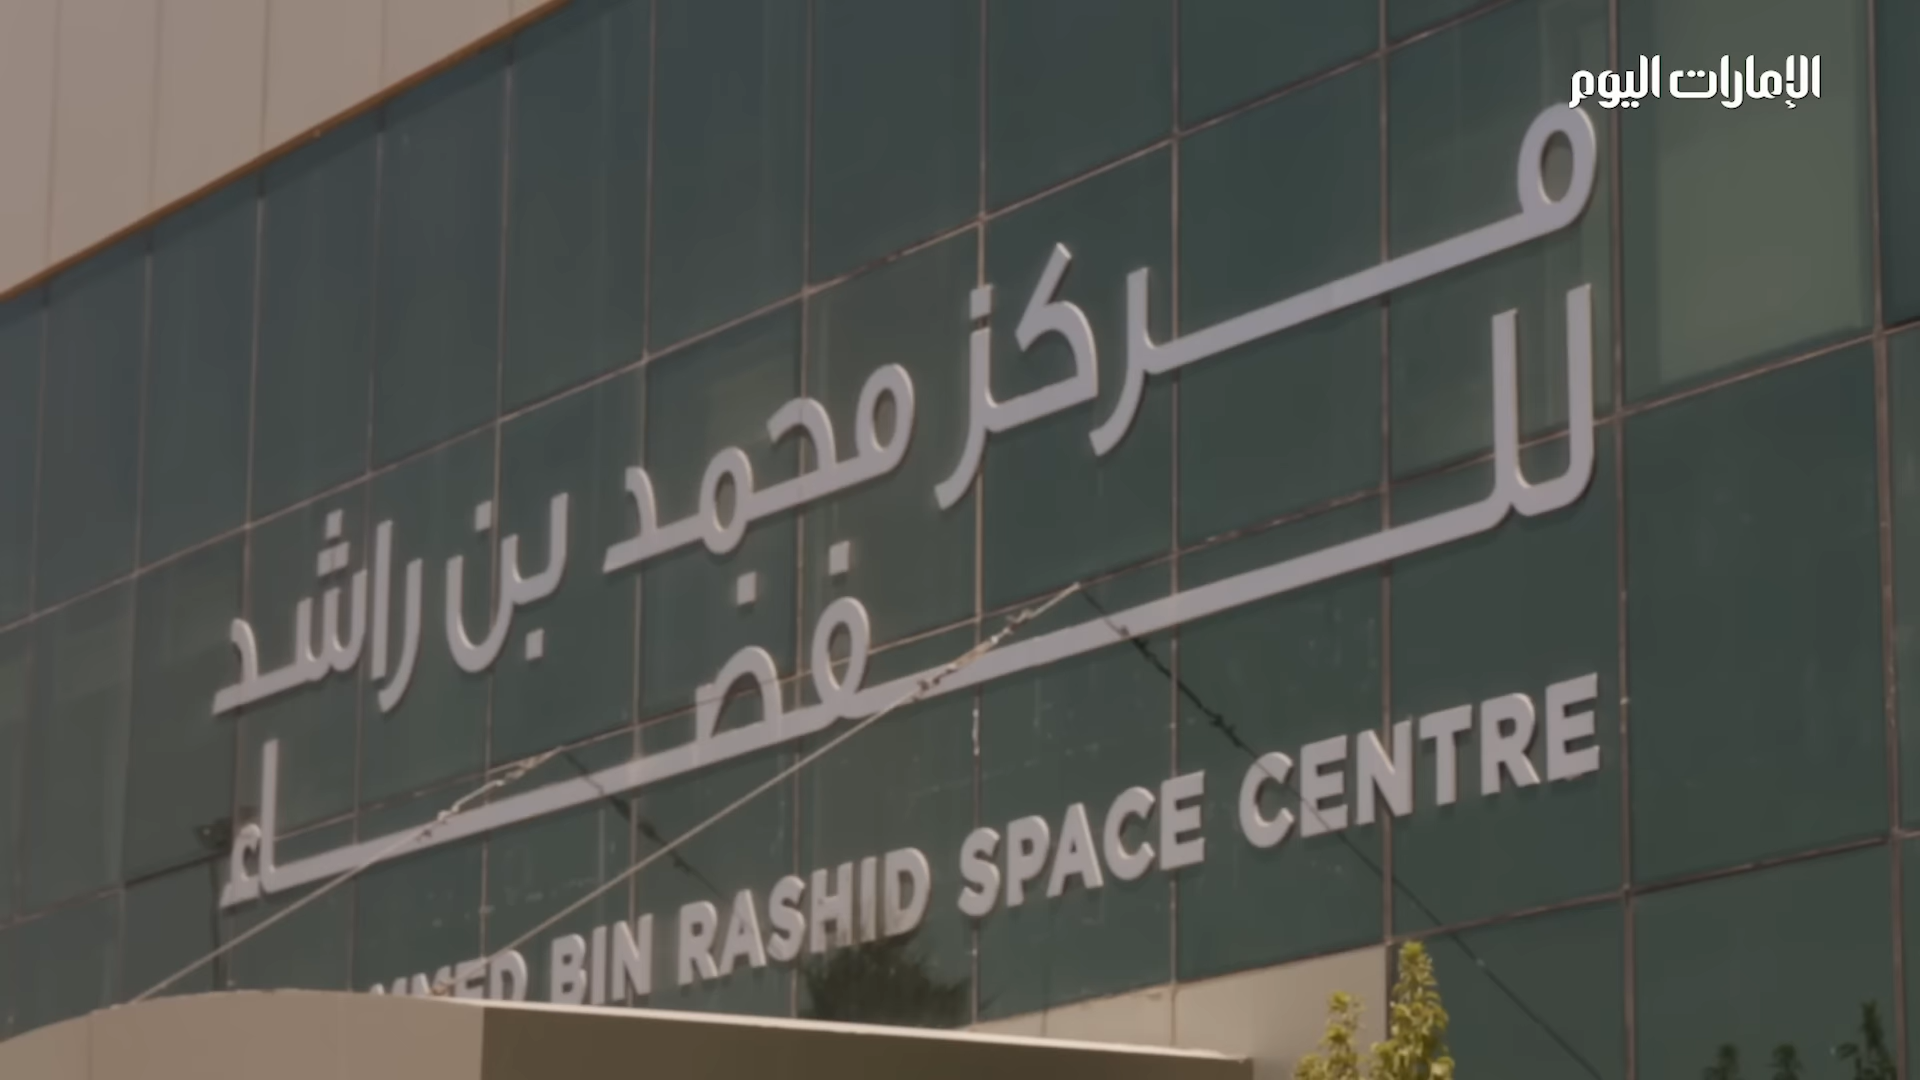 الإمارات اليوم
مركز محمد بن راشد
للفضاء
BIN RASHID SPACE CENTRE